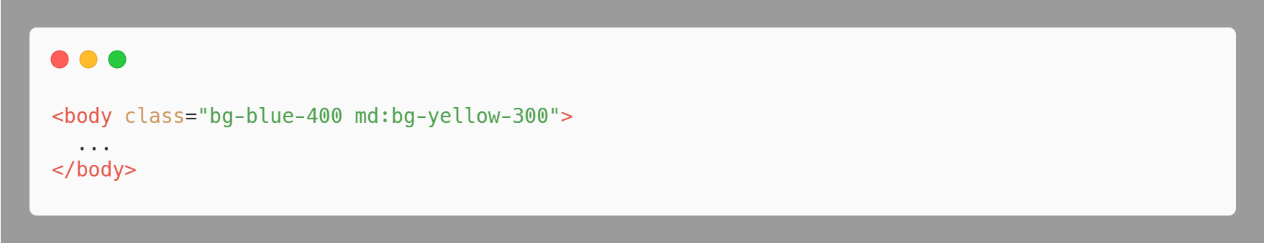 <body class="bg-blue-400 md:bg-yellow-300">
  ...
</body>